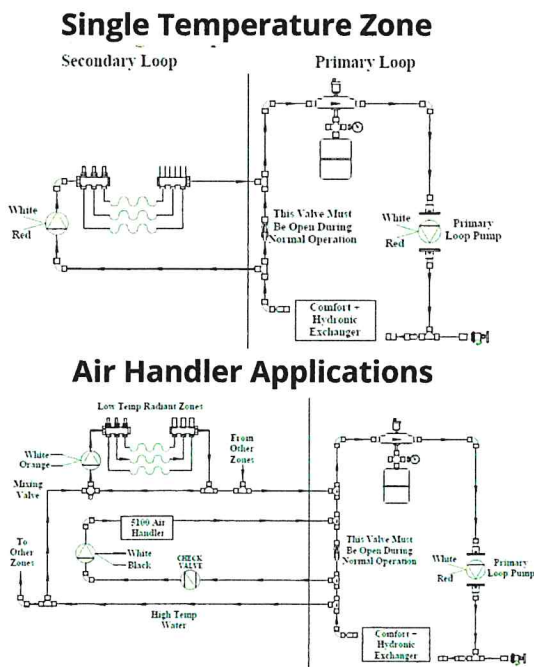 Single Temperature Zone
Secondary Loop
Primary Loop
White
Red
This Valve Must
Be Open During
Normal Operation
White
Red
Primary
Loop Pump
Comfort -
Hydronic
Exchanger
Air Handler Applications
Low Temp Radiant Zones
White
Orange
From
Other
Zones
Mixing
Valve
5100 Air
Handler
To
Other
Zones
White
Black
CHECK
VALVE
This Valve Must
Be Open During
Normal Operation
White
Red
Primary
Loop Pump
High Temp
Water
Comfort -
Hydronic
Exchanger